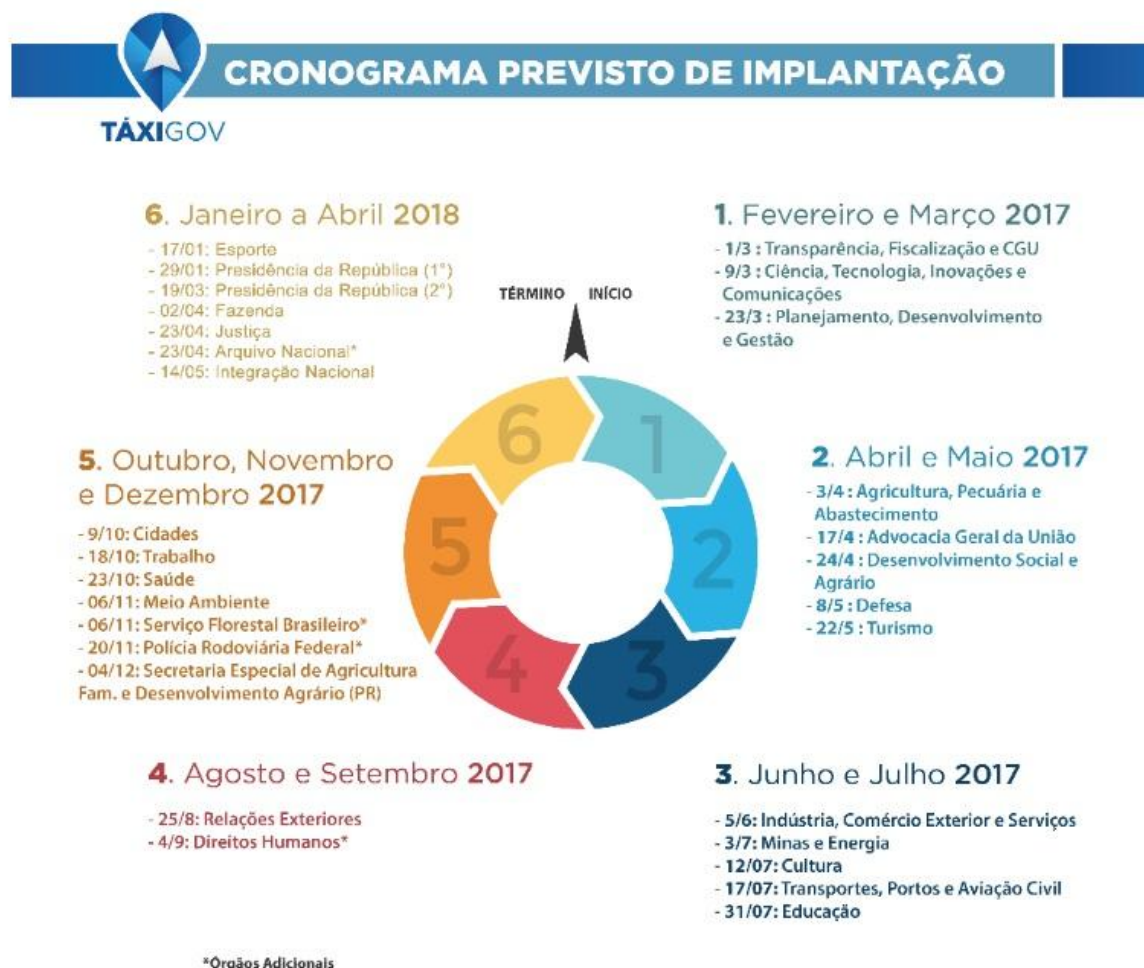 CRONOGRAMA PREVISTO DE IMPLANTAÇÃO
TÁXIGOV
6. Janeiro a Abril 2018
- 17/01: Esporte
- 29/01: Presidência da República (1°)
- 19/03: Presidência da República (2°)
- 02/04: Fazenda
- 23/04: Justiça
- 23/04: Arquivo Nacional*
- 14/05: Integração Nacional
1. Fevereiro e Março 2017
- 1/3 : Transparência, Fiscalização e CGU
- 9/3 : Ciência, Tecnologia, Inovações e
Comunicações
- 23/3 : Planejamento, Desenvolvimento
e Gestão
TÉRMINO INÍCIO
6
1
5
2
4
3
5. Outubro, Novembro
e Dezembro 2017
- 9/10: Cidades
- 18/10: Trabalho
- 23/10: Saúde
- 06/11: Meio Ambiente
- 06/11: Serviço Florestal Brasileiro*
- 20/11: Polícia Rodoviária Federal*
- 04/12: Secretaria Especial de Agricultura
Fam. e Desenvolvimento Agrário (PR)
2. Abril e Maio 2017
- 3/4 : Agricultura, Pecuária e
Abastecimento
- 17/4 : Advocacia Geral da União
- 24/4 : Desenvolvimento Social e
Agrário
- 8/5 : Defesa
- 22/5 : Turismo
4. Agosto e Setembro 2017
- 25/8: Relações Exteriores
- 4/9: Direitos Humanos*
3. Junho e Julho 2017
- 5/6: Indústria, Comércio Exterior e Serviços
- 3/7: Minas e Energia
- 12/07: Cultura
- 17/07: Transportes, Portos e Aviação Civil
- 31/07: Educação
*Órgãos Adicionais